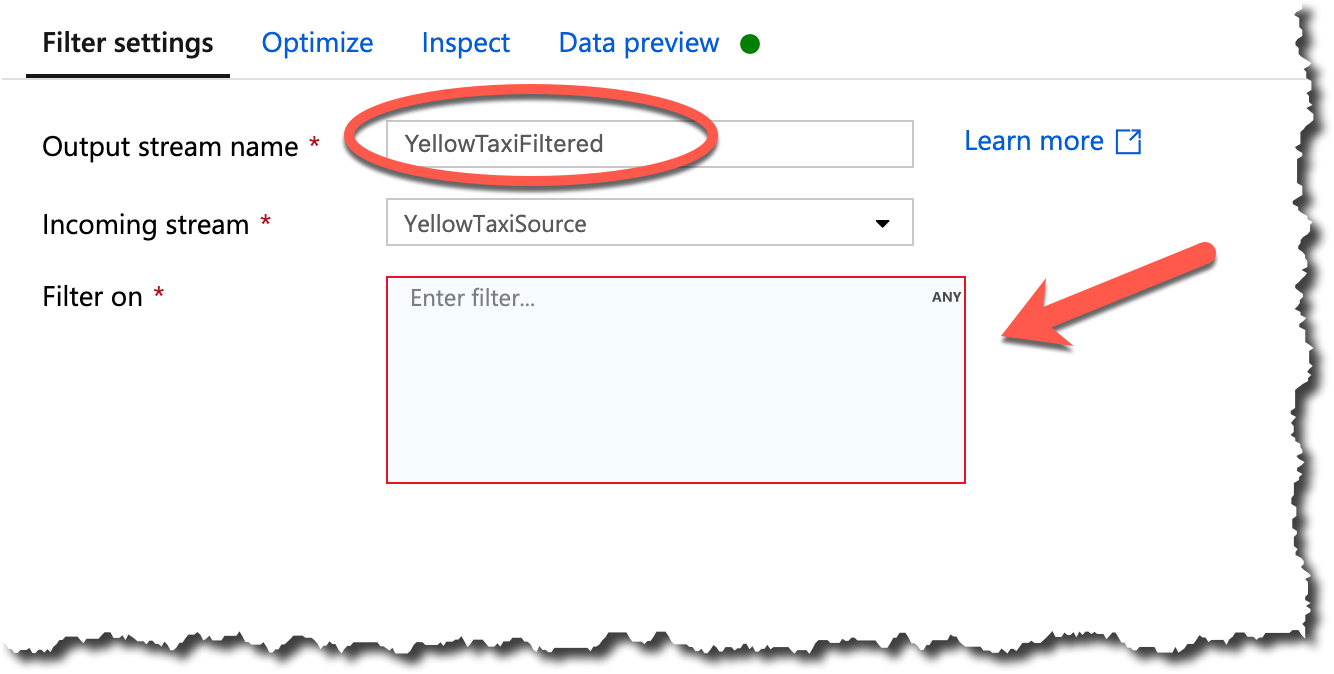 Filter settings Optimize Inspect Data preview
Output stream name * YellowTaxiFiltered Learn more
Incoming stream * YellowTaxiSource
Filter on * Enter filter... ANY